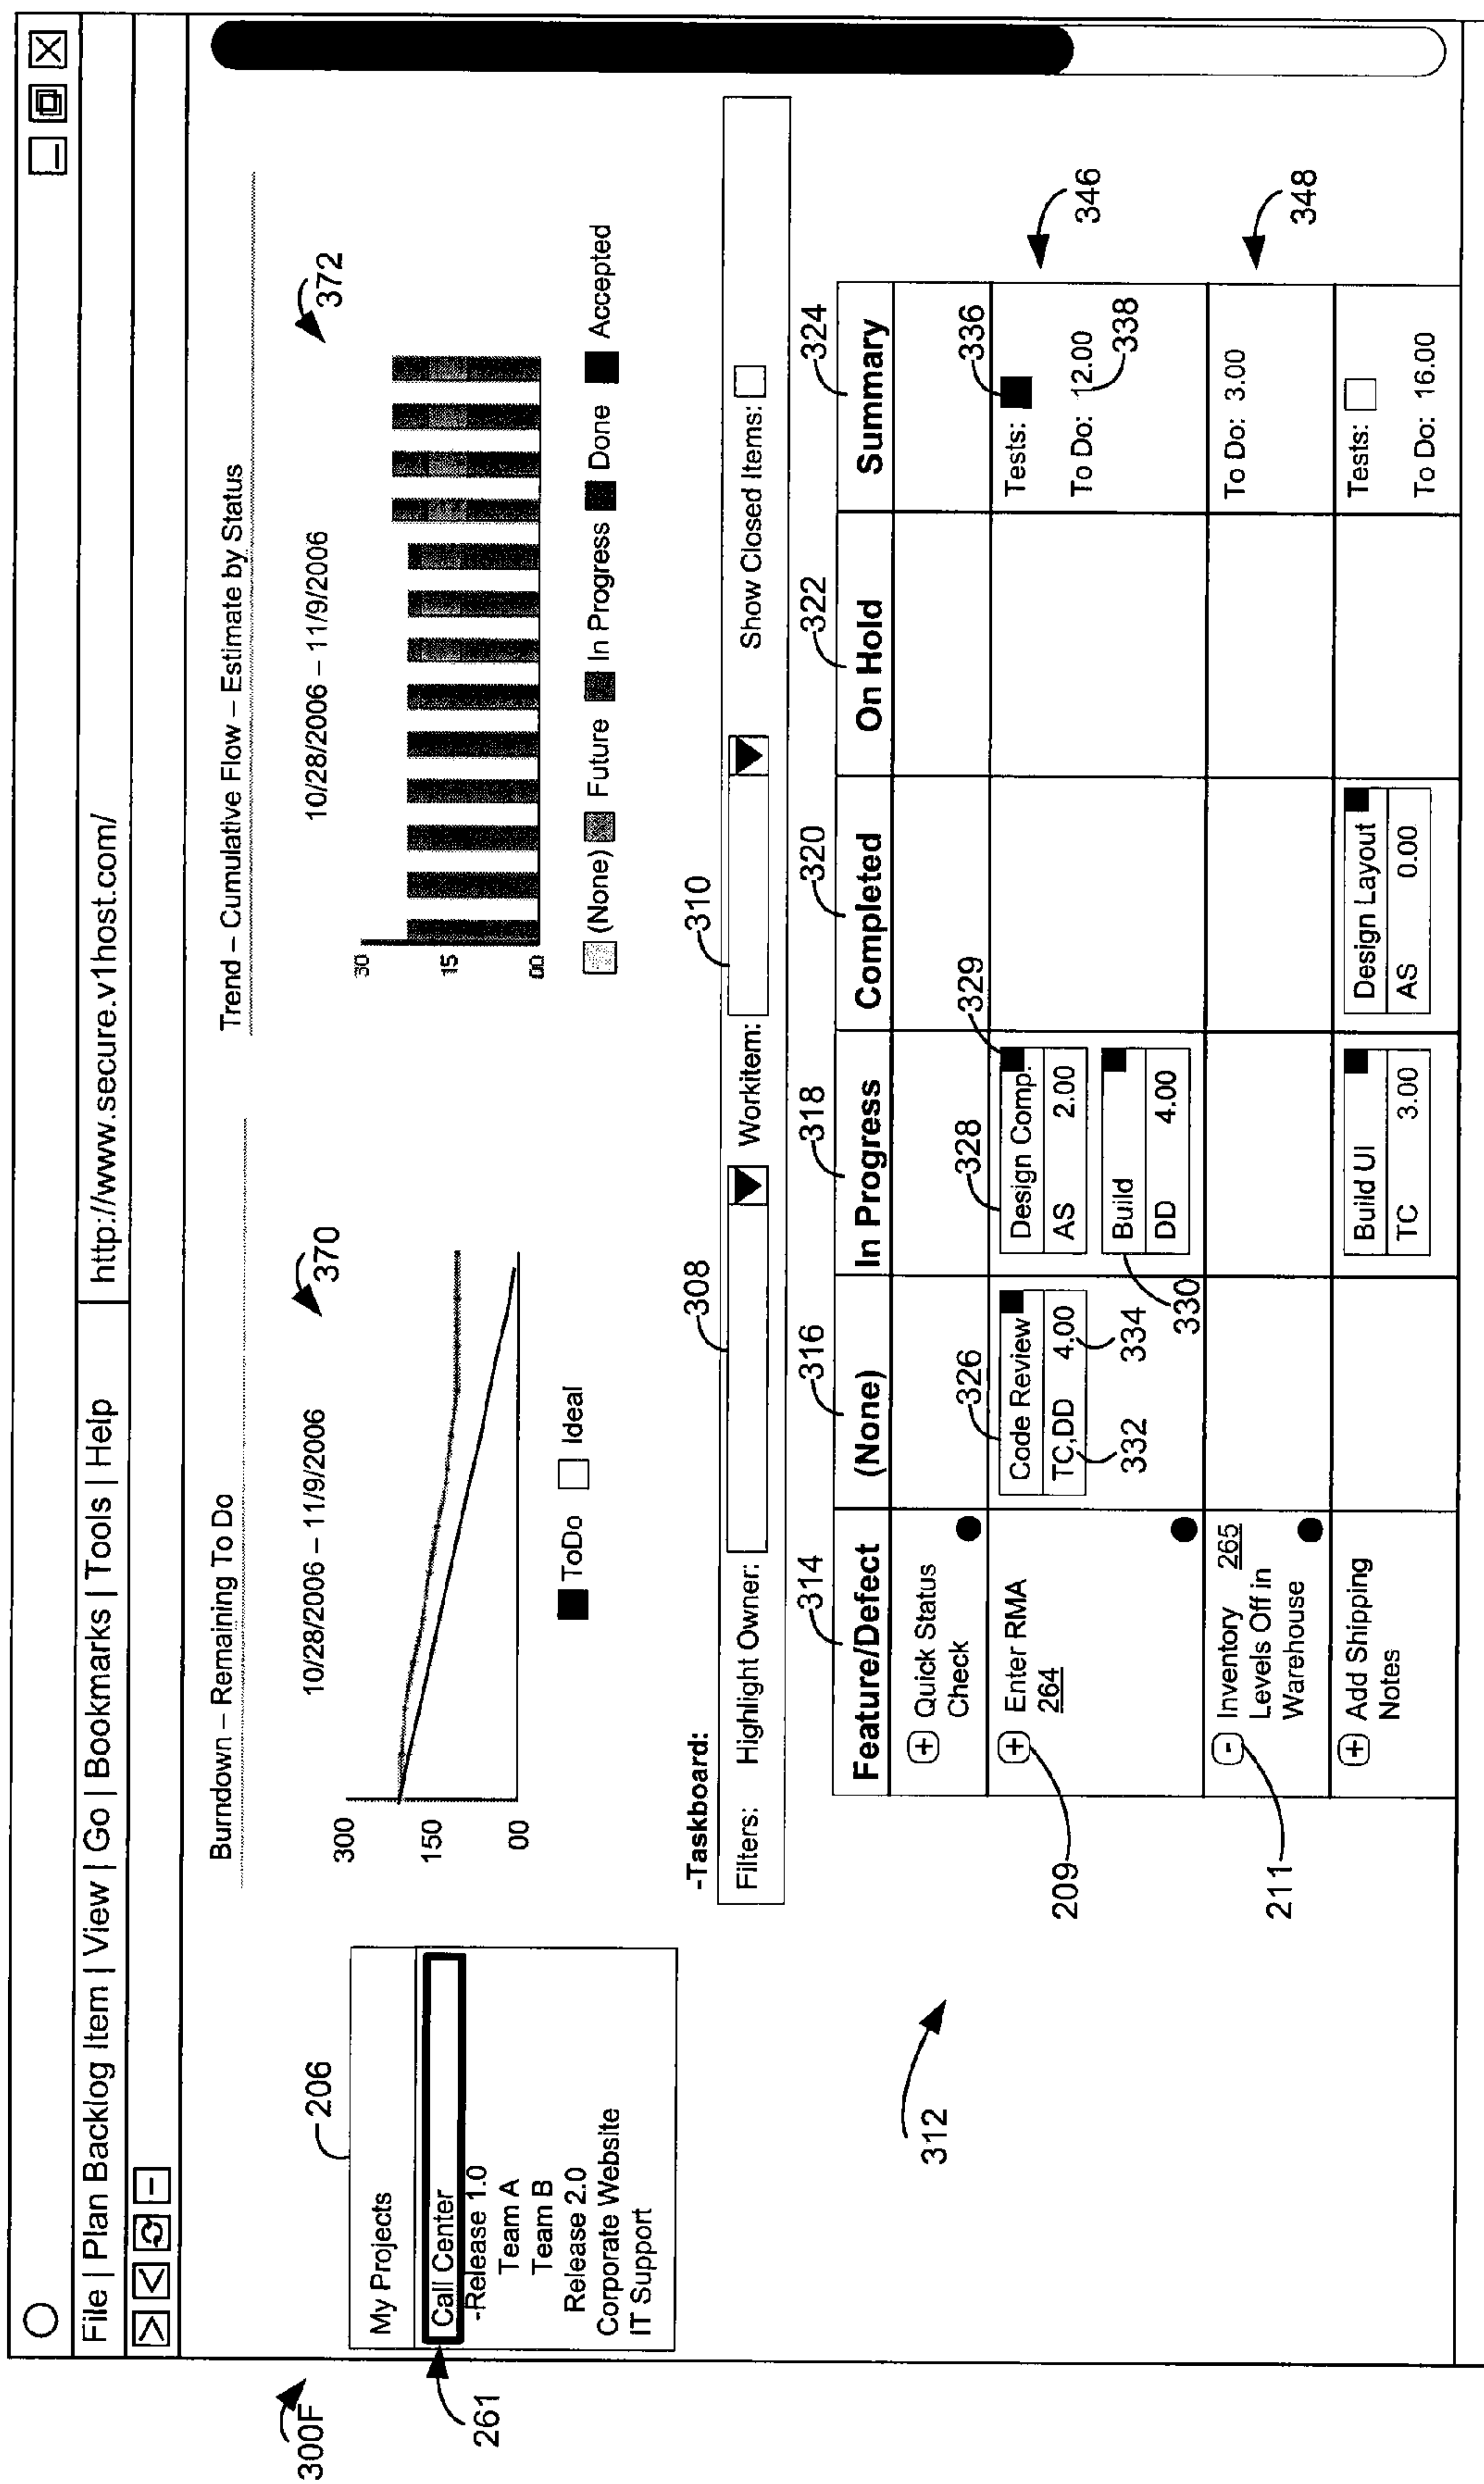 300F
File | Plan Backlog Item | View | Go | Bookmarks | Tools | Help
http://www.secure.v1host.com/
206
My Projects
261
Call Center
-Release 1.0
Team A
Team B
Release 2.0
Corporate Website
IT Support
Burndown – Remaining To Do
10/28/2006 – 11/9/2006
370
300
150
00
ToDo Ideal
Trend – Cumulative Flow – Estimate by Status
10/28/2006 – 11/9/2006
372
30
15
00
(None) Future In Progress Done Accepted
-Taskboard:
308 310
Filters: Highlight Owner: Workitem: Show Closed Items:
312
314 316 318 320 322 324
Feature/Defect (None) In Progress Completed On Hold Summary
Quick Status
Check
326 328 329 336 346
Enter RMA Code Review Design Comp. Tests:
264 TC,DD 4.00 AS 2.00 To Do: 12.00
209 332 334 338
Build
DD 4.00
330
Inventory 265 To Do: 3.00 348
Levels Off in
Warehouse
211
Add Shipping Build UI Design Layout Tests:
Notes TC 3.00 AS 0.00 To Do: 16.00